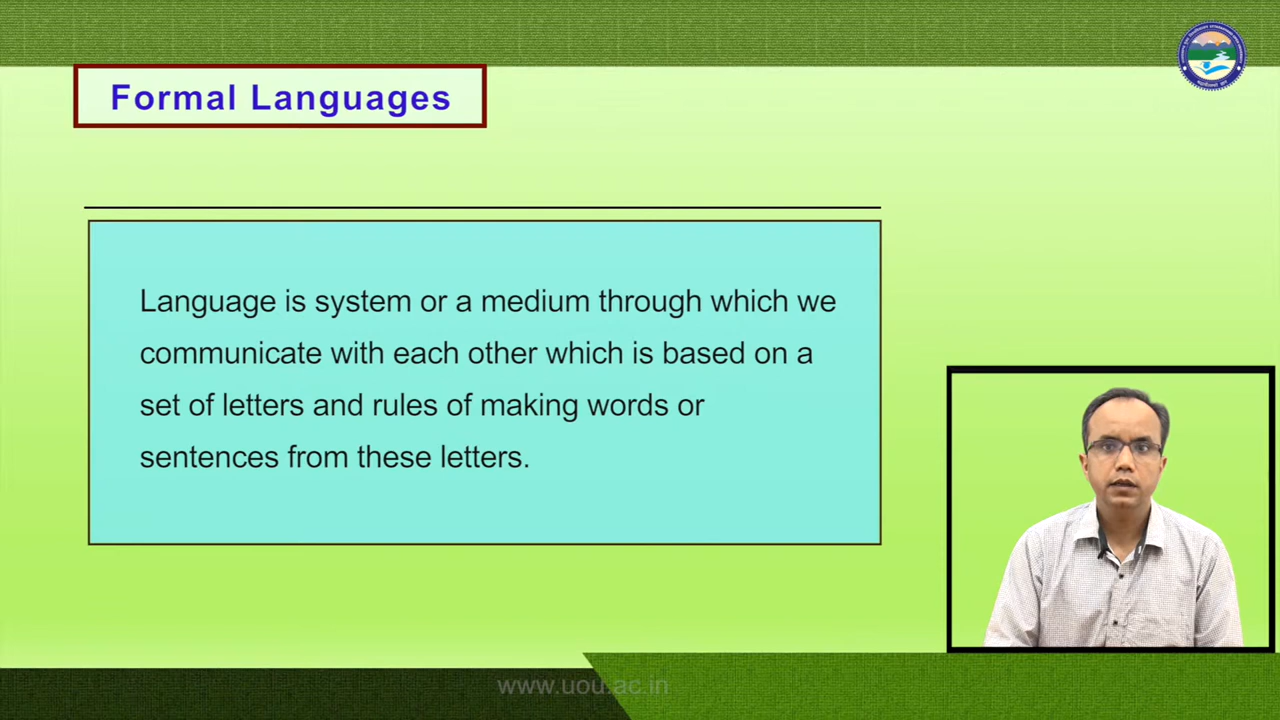 Formal Languages
Language is system or a medium through which we
communicate with each other which is based on a
set of letters and rules of making words or
sentences from these letters.
www.uou.ac.in